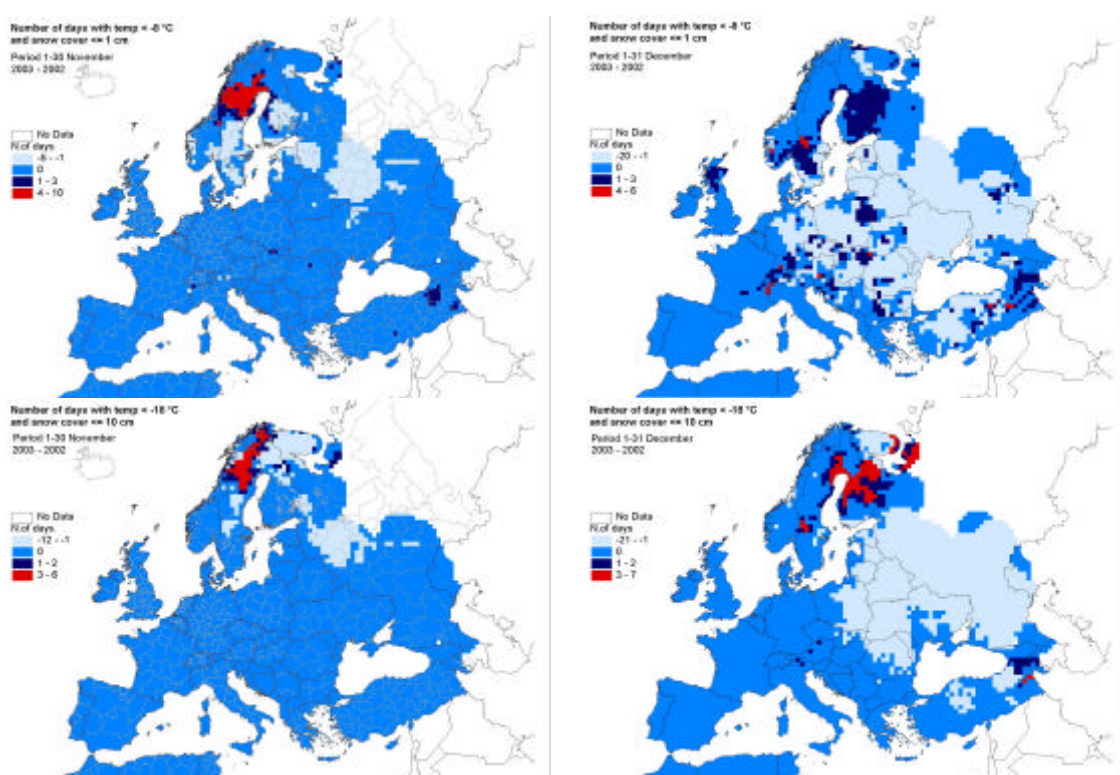 Number of days with temp < -8 °C
and snow cover <= 1 cm
Period 1-30 November
2003 - 2002
No Data
N.of days
-8 - -1
0
1 - 3
4 - 10
Number of days with temp < -8 °C
and snow cover <= 1 cm
Period 1-31 December
2003 - 2002
No Data
N.of days
-20 - -1
0
1 - 3
4 - 6
Number of days with temp < -18 °C
and snow cover <= 10 cm
Period 1-30 November
2003 - 2002
No Data
N.of days
-12 - -1
0
1 - 2
3 - 6
Number of days with temp < -18 °C
and snow cover <= 10 cm
Period 1-31 December
2003 - 2002
No Data
N.of days
-21 - -1
0
1 - 2
3 - 7